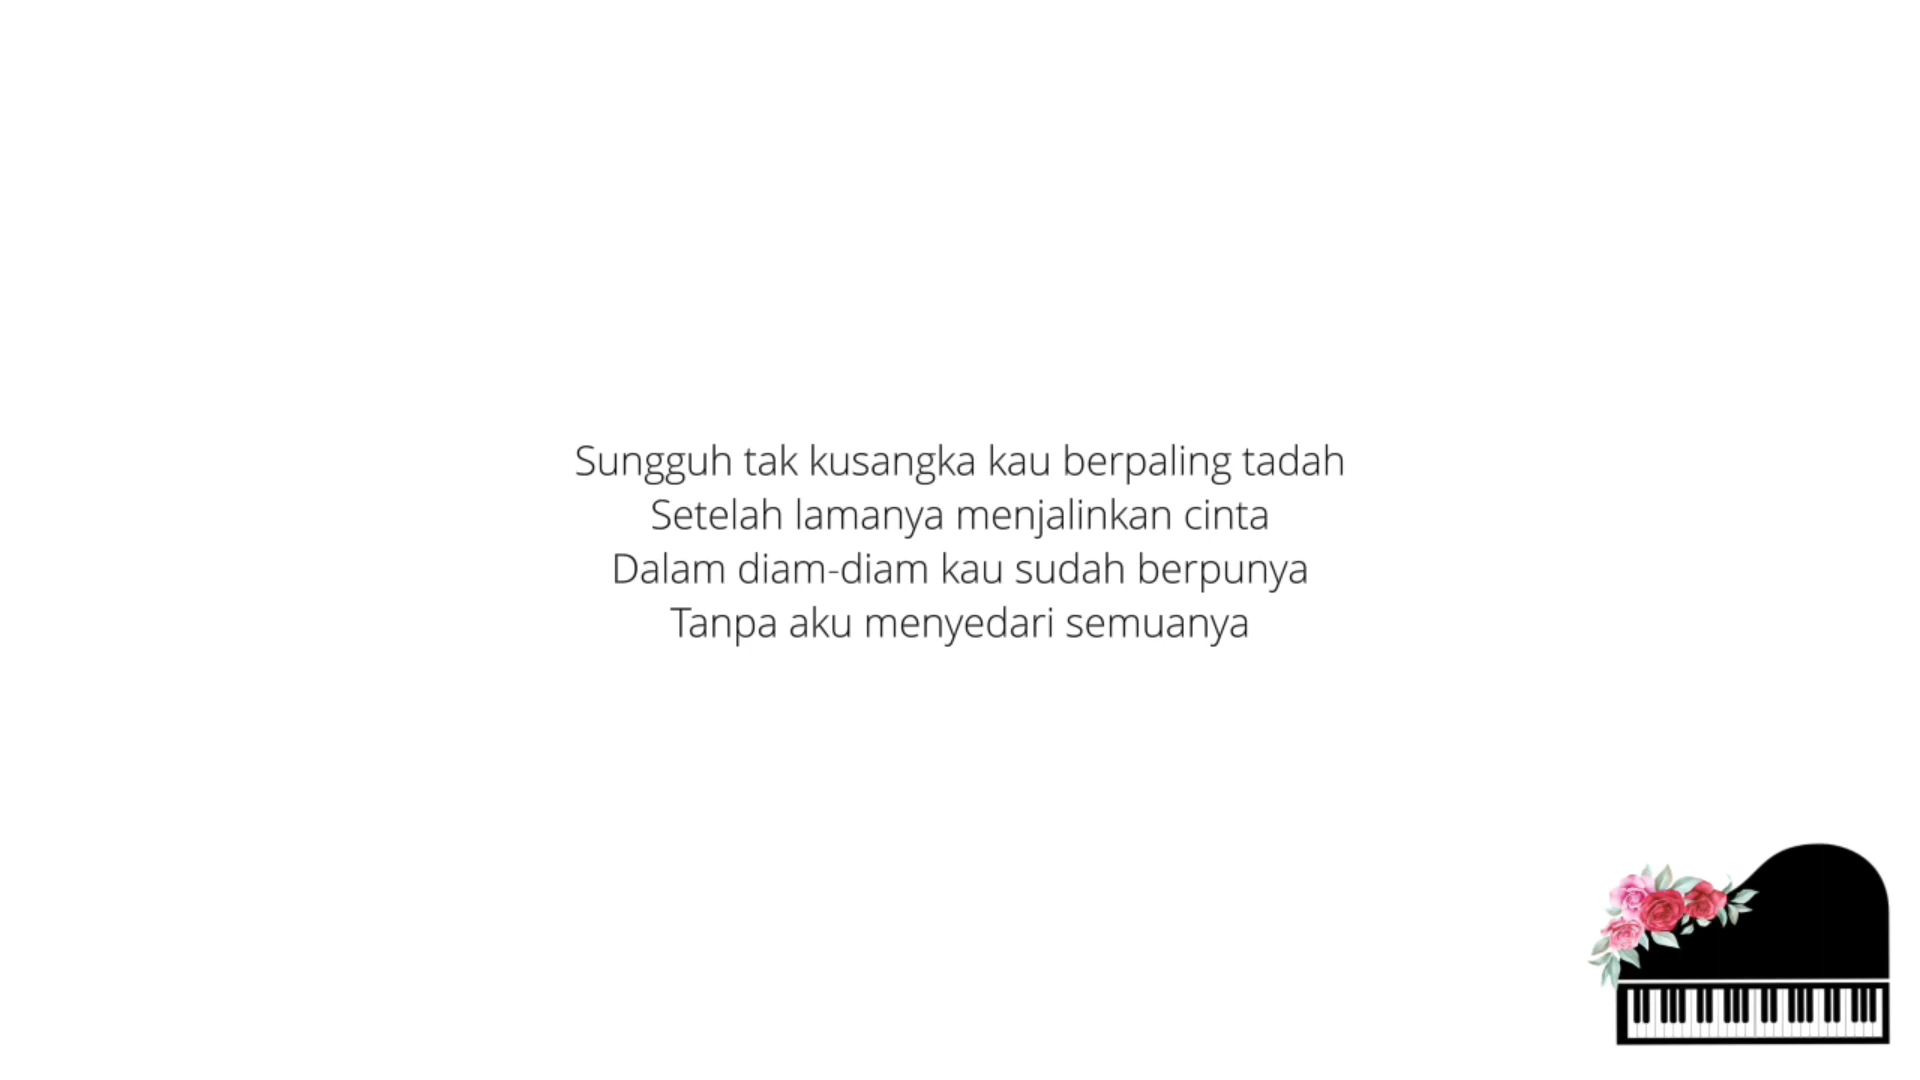 Sungguh tak kusangka kau berpaling tadah
Setelah lamanya menjalinkan cinta
Dalam diam-diam kau sudah berpunya
Tanpa aku menyedari semuanya